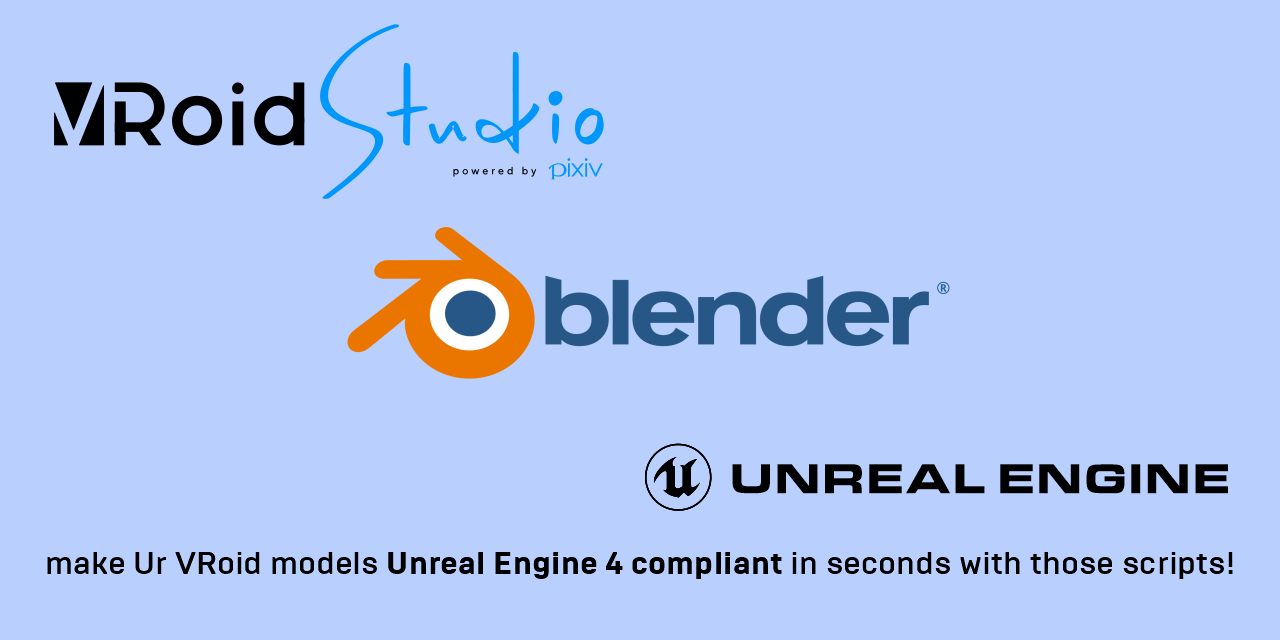 VRoid Studio
powered by pixiv
blender ®
UNREAL ENGINE
make Ur VRoid models Unreal Engine 4 compliant in seconds with those scripts!